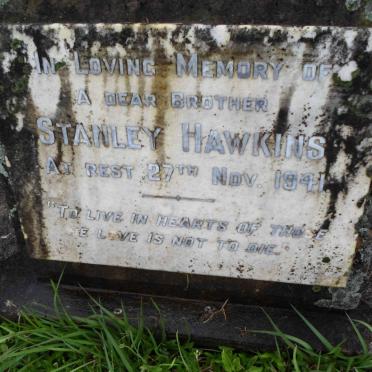 In Loving Memory of
A dear brother
Stanley Hawkins
At rest 27th Nov. 1941
"To live in hearts of
is not to die."